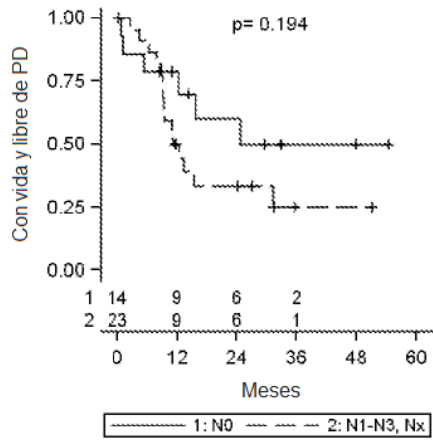 p= 0.194
Con vida y libre de PD
1.00
0.75
0.50
0.25
0.00
1 14 9 6 2
2 23 9 6 1
0 12 24 36 48 60
Meses
1: N0 2: N1-N3, Nx